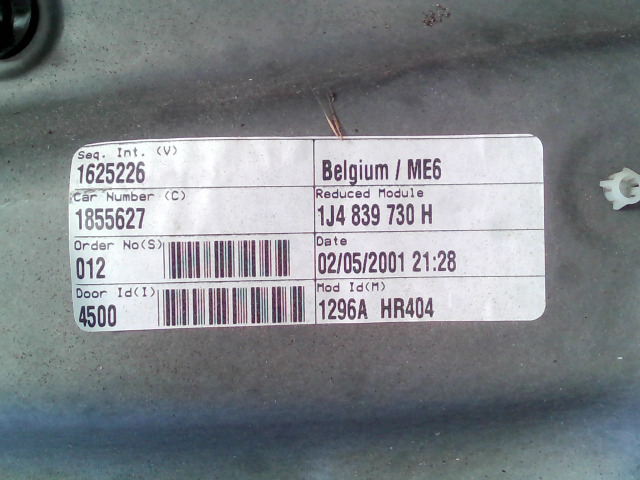 Seq. Int. (V)
1625226
Belgium / ME6
Car Number (C)
1855627
Reduced Module
1J4 839 730 H
Order No(S)
012
Date
02/05/2001 21:28
Door Id(I)
4500
Mod Id(M)
1296A HR404